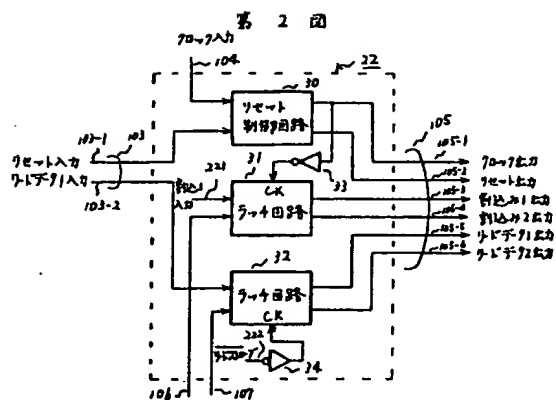 第 2 図
クロック入力
104
22
30
リセット
制御回路
105
105-1
103-1
103
リセット入力
リードデータ1入力
103-2
クロック出力
105-2
リセット出力
105-3
割込み1出力
105-4
割込み2出力
105-5
リードデータ1出力
105-6
リードデータ2出力
割込1
入力
221
31
33
CK
ラッチ回路
32
ラッチ回路
CK
222
34
106
107